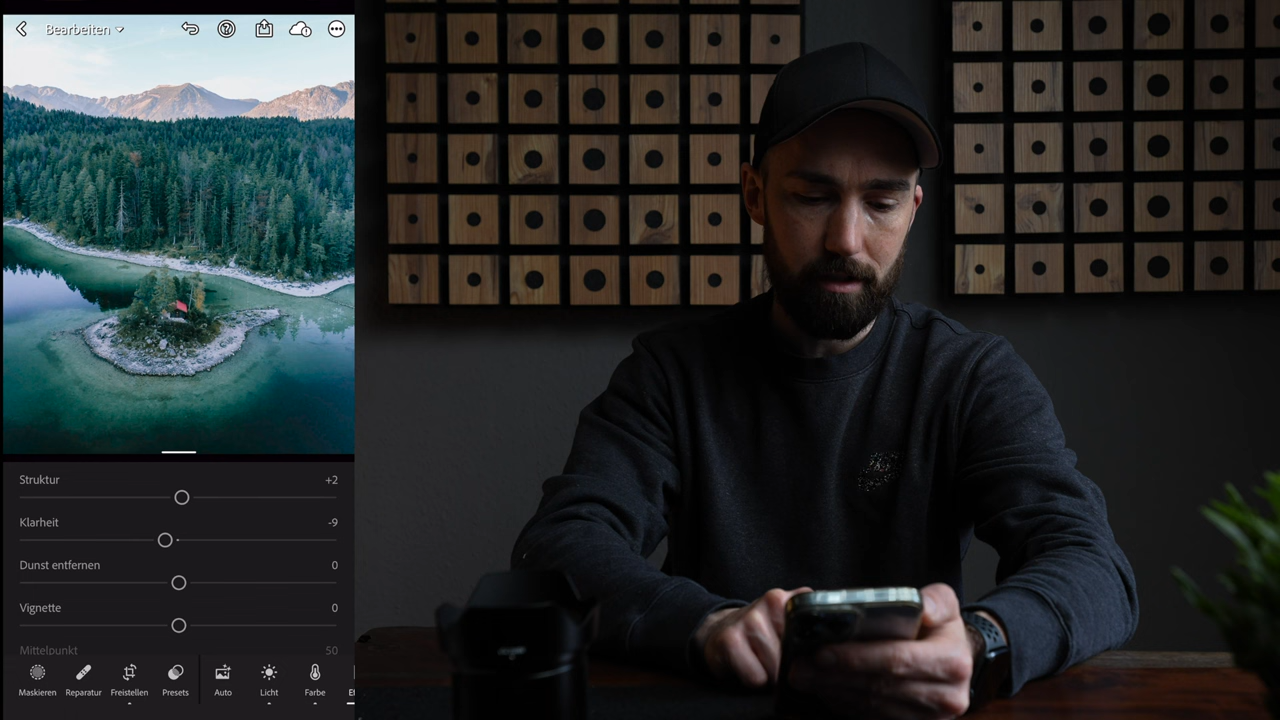 Bearbeiten
Struktur +2
Klarheit -9
Dunst entfernen 0
Vignette 0
Mittelpunkt 50
Maskieren Reparatur Freistellen Presets Auto Licht Farbe